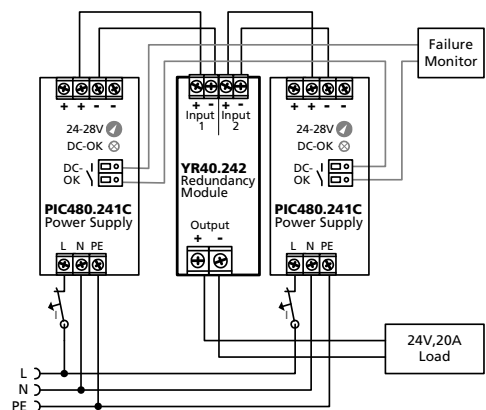 Failure
Monitor
+ + - -
24-28V
DC-OK
DC-
OK
PIC480.241C
Power Supply
L N PE
+ - + -
Input 1
Input 2
YR40.242
Redundancy
Module
Output
+ -
+ + - -
24-28V
DC-OK
DC-
OK
PIC480.241C
Power Supply
L N PE
I
I
24V,20A
Load
L
N
PE